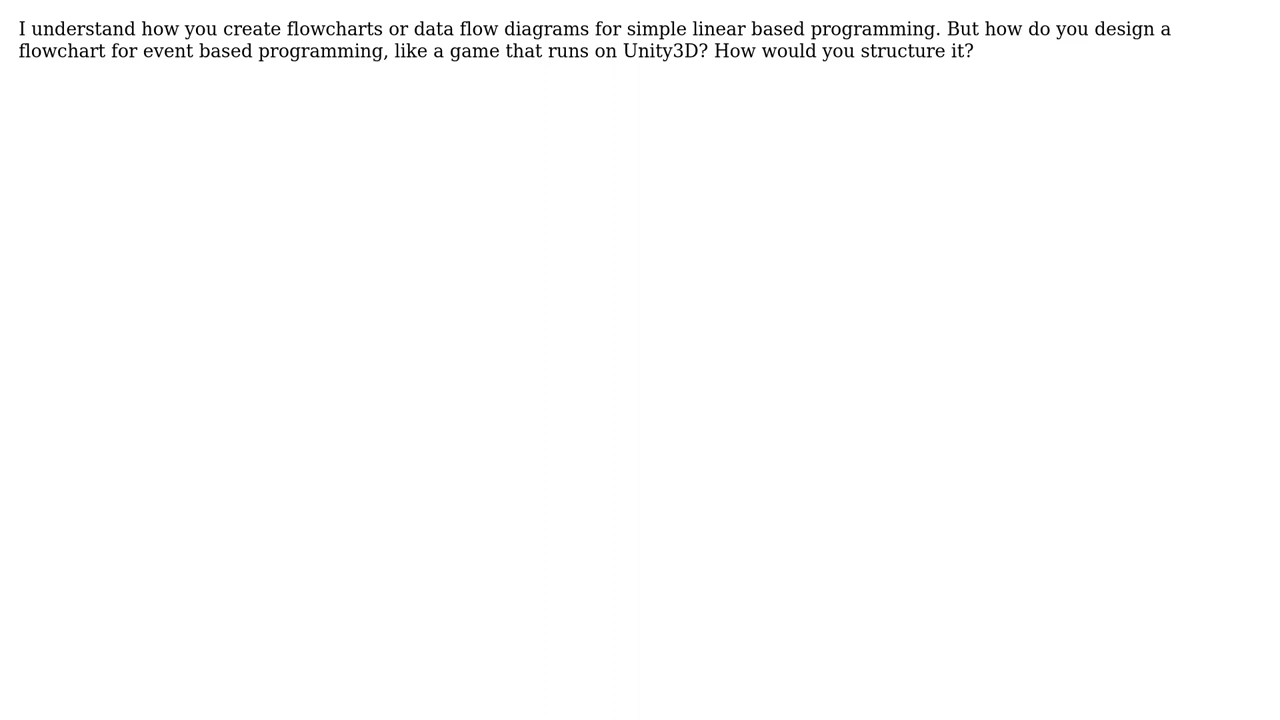 I understand how you create flowcharts or data flow diagrams for simple linear based programming. But how do you design a
flowchart for event based programming, like a game that runs on Unity3D? How would you structure it?